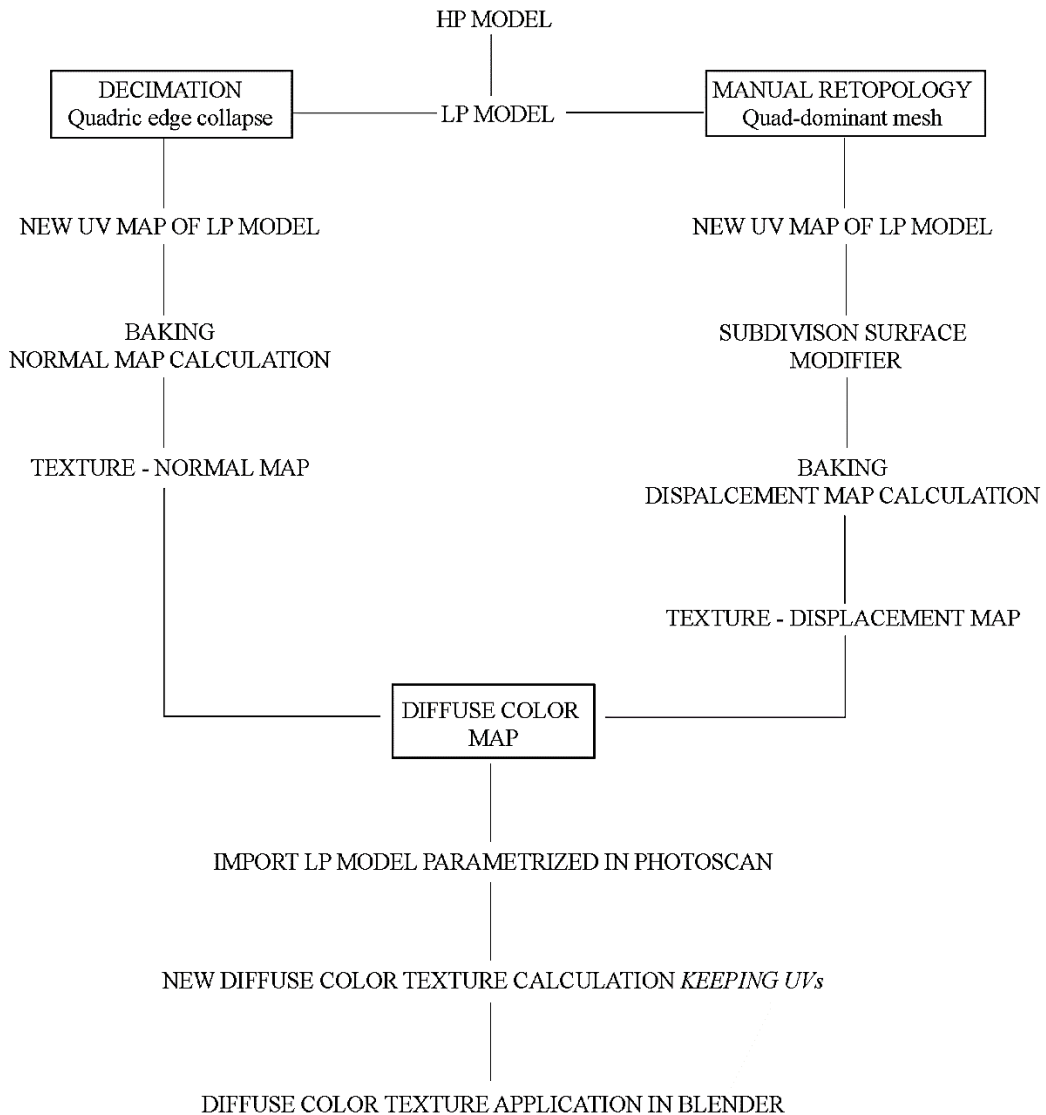 HP MODEL
DECIMATION
Quadric edge collapse
LP MODEL
MANUAL RETOPOLOGY
Quad-dominant mesh
NEW UV MAP OF LP MODEL
NEW UV MAP OF LP MODEL
BAKING
NORMAL MAP CALCULATION
SUBDIVISON SURFACE
MODIFIER
TEXTURE - NORMAL MAP
BAKING
DISPALCEMENT MAP CALCULATION
TEXTURE - DISPLACEMENT MAP
DIFFUSE COLOR
MAP
IMPORT LP MODEL PARAMETRIZED IN PHOTOSCAN
NEW DIFFUSE COLOR TEXTURE CALCULATION KEEPING UVs
DIFFUSE COLOR TEXTURE APPLICATION IN BLENDER